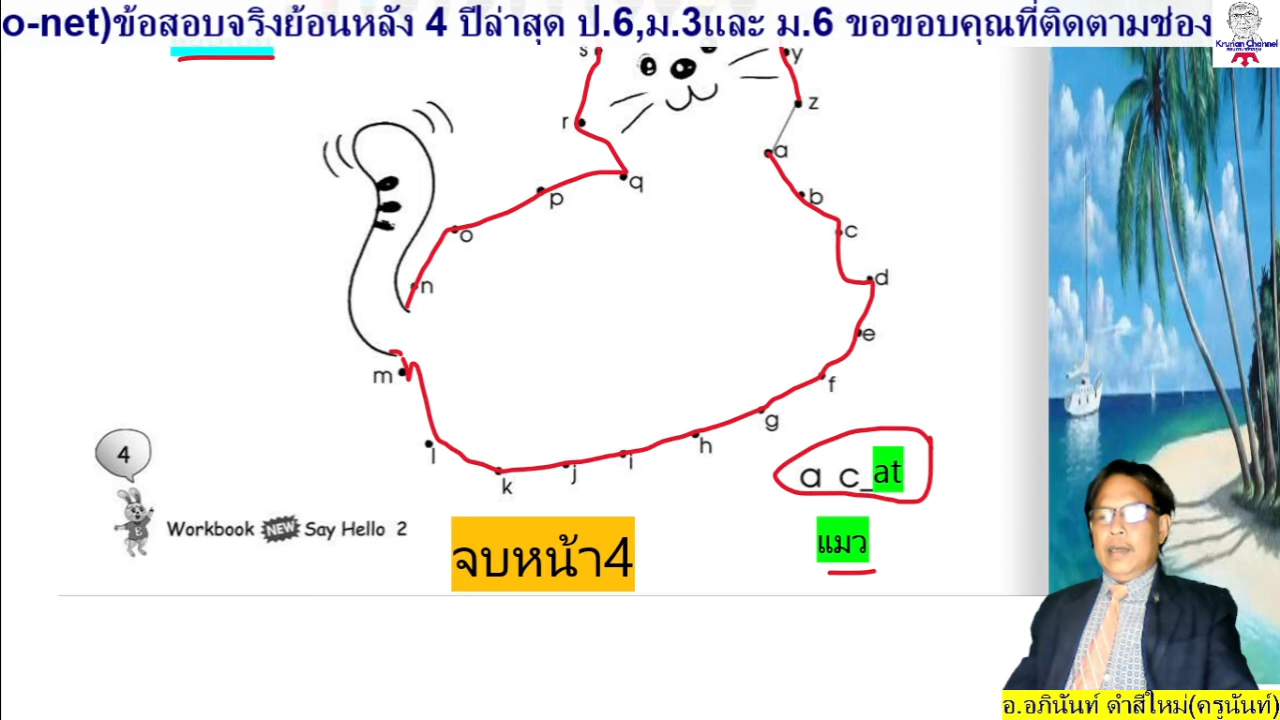 o-net)ข้อสอบจริงย้อนหลัง 4 ปีล่าสุด ป.6,ม.3และ ม.6 ขอขอบคุณที่ติดตามช่อง
Krunan Channel
s
y
z
r
a
q
b
p
c
o
d
n
e
m
f
g
h
l
i
j
k
a c_at
4
Workbook NEW Say Hello 2
จบหน้า4
แมว
อ.อภินันท์ ดำสีใหม่(ครูนันท์)